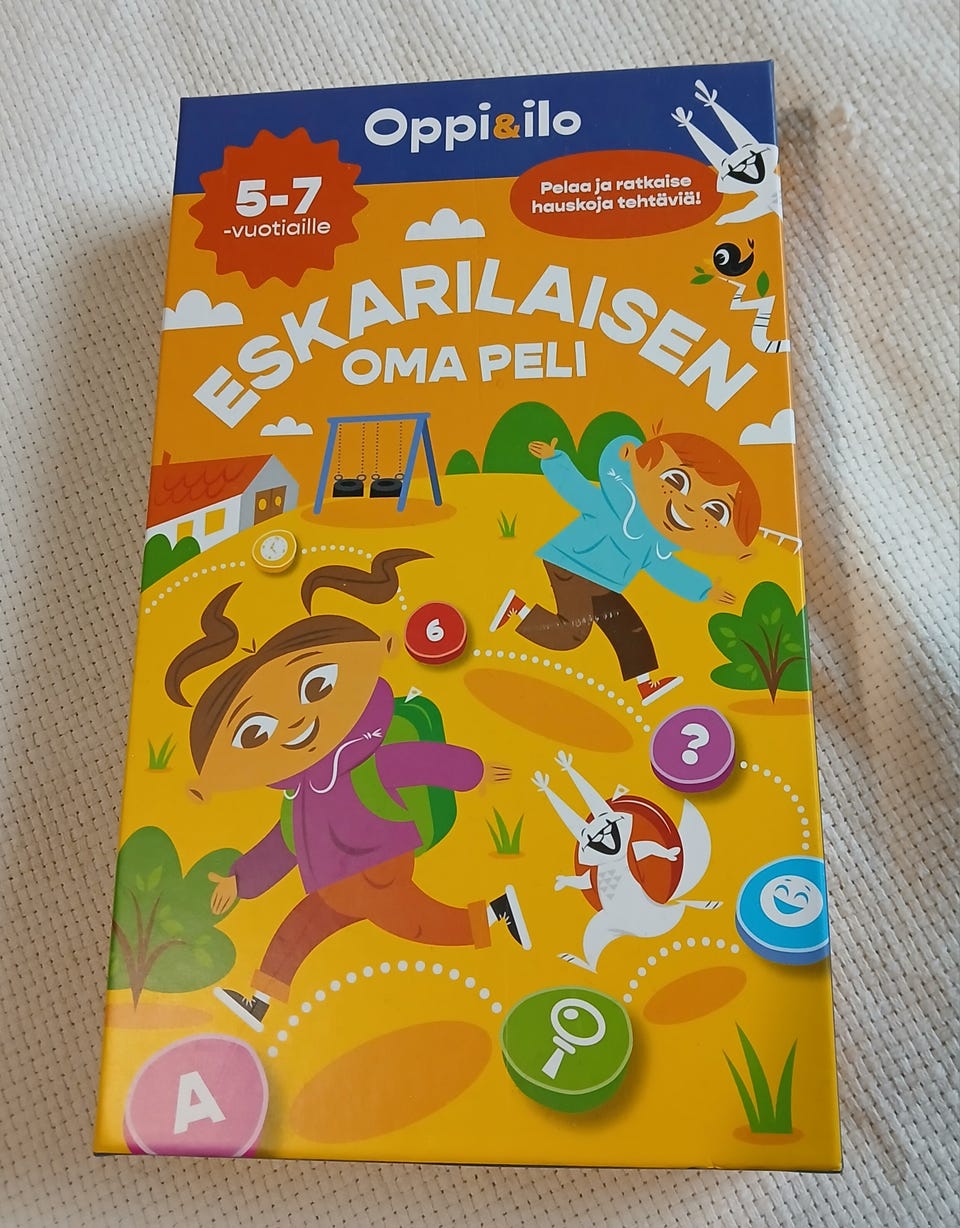 Oppi&ilo
5-7
-vuotiaille
Pelaa ja ratkaise
hauskoja tehtäviä!
ESKARILAISEN
OMA PELI
6
?
A